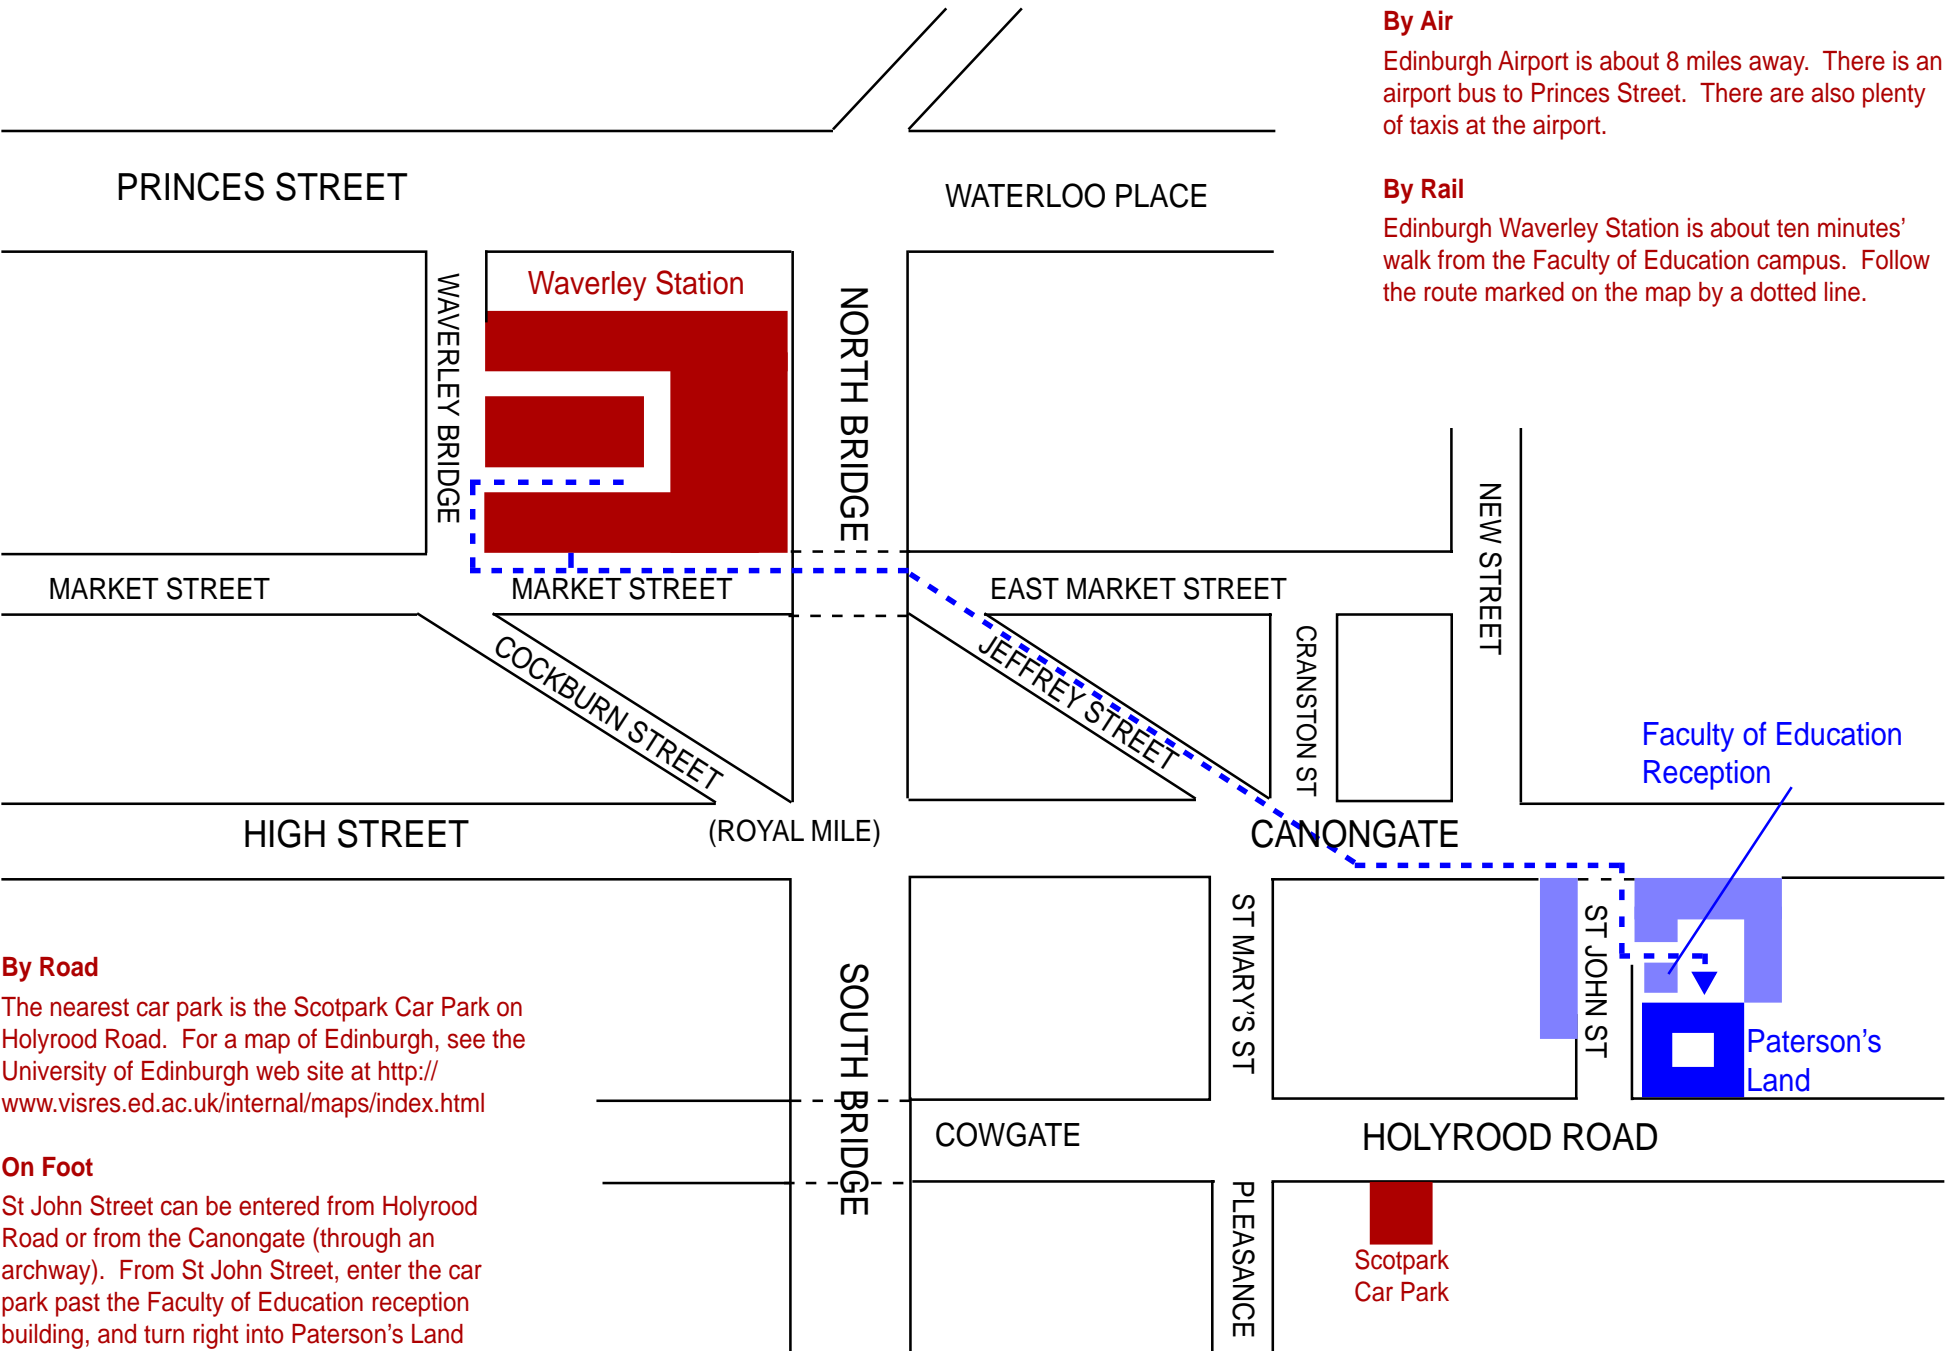 By Air
Edinburgh Airport is about 8 miles away.  There is an
airport bus to Princes Street.  There are also plenty
of taxis at the airport.
PRINCES STREET
WATERLOO PLACE
By Rail
Edinburgh Waverley Station is about ten minutes’
walk from the Faculty of Education campus.  Follow
the route marked on the map by a dotted line.
Waverley Station
WAVERLEY BRIDGE
NORTH BRIDGE
NEW STREET
MARKET STREET
MARKET STREET
EAST MARKET STREET
COCKBURN STREET
JEFFREY STREET
CRANSTON ST
Faculty of Education
Reception
HIGH STREET
(ROYAL MILE)
CANONGATE
ST MARY’S ST
ST JOHN ST
SOUTH BRIDGE
Paterson’s
Land
By Road
The nearest car park is the Scotpark Car Park on
Holyrood Road.  For a map of Edinburgh, see the
University of Edinburgh web site at http://
www.visres.ed.ac.uk/internal/maps/index.html
COWGATE
HOLYROOD ROAD
On Foot
St John Street can be entered from Holyrood
Road or from the Canongate (through an
archway).  From St John Street, enter the car
park past the Faculty of Education reception
building, and turn right into Paterson’s Land
PLEASANCE
Scotpark
Car Park